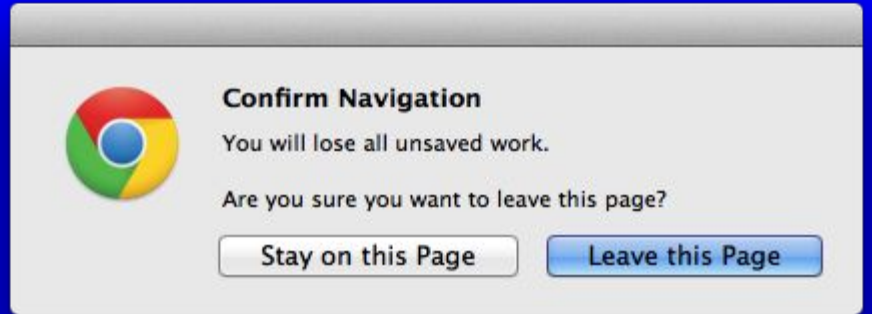 Confirm Navigation
You will lose all unsaved work.
Are you sure you want to leave this page?
Stay on this Page
Leave this Page